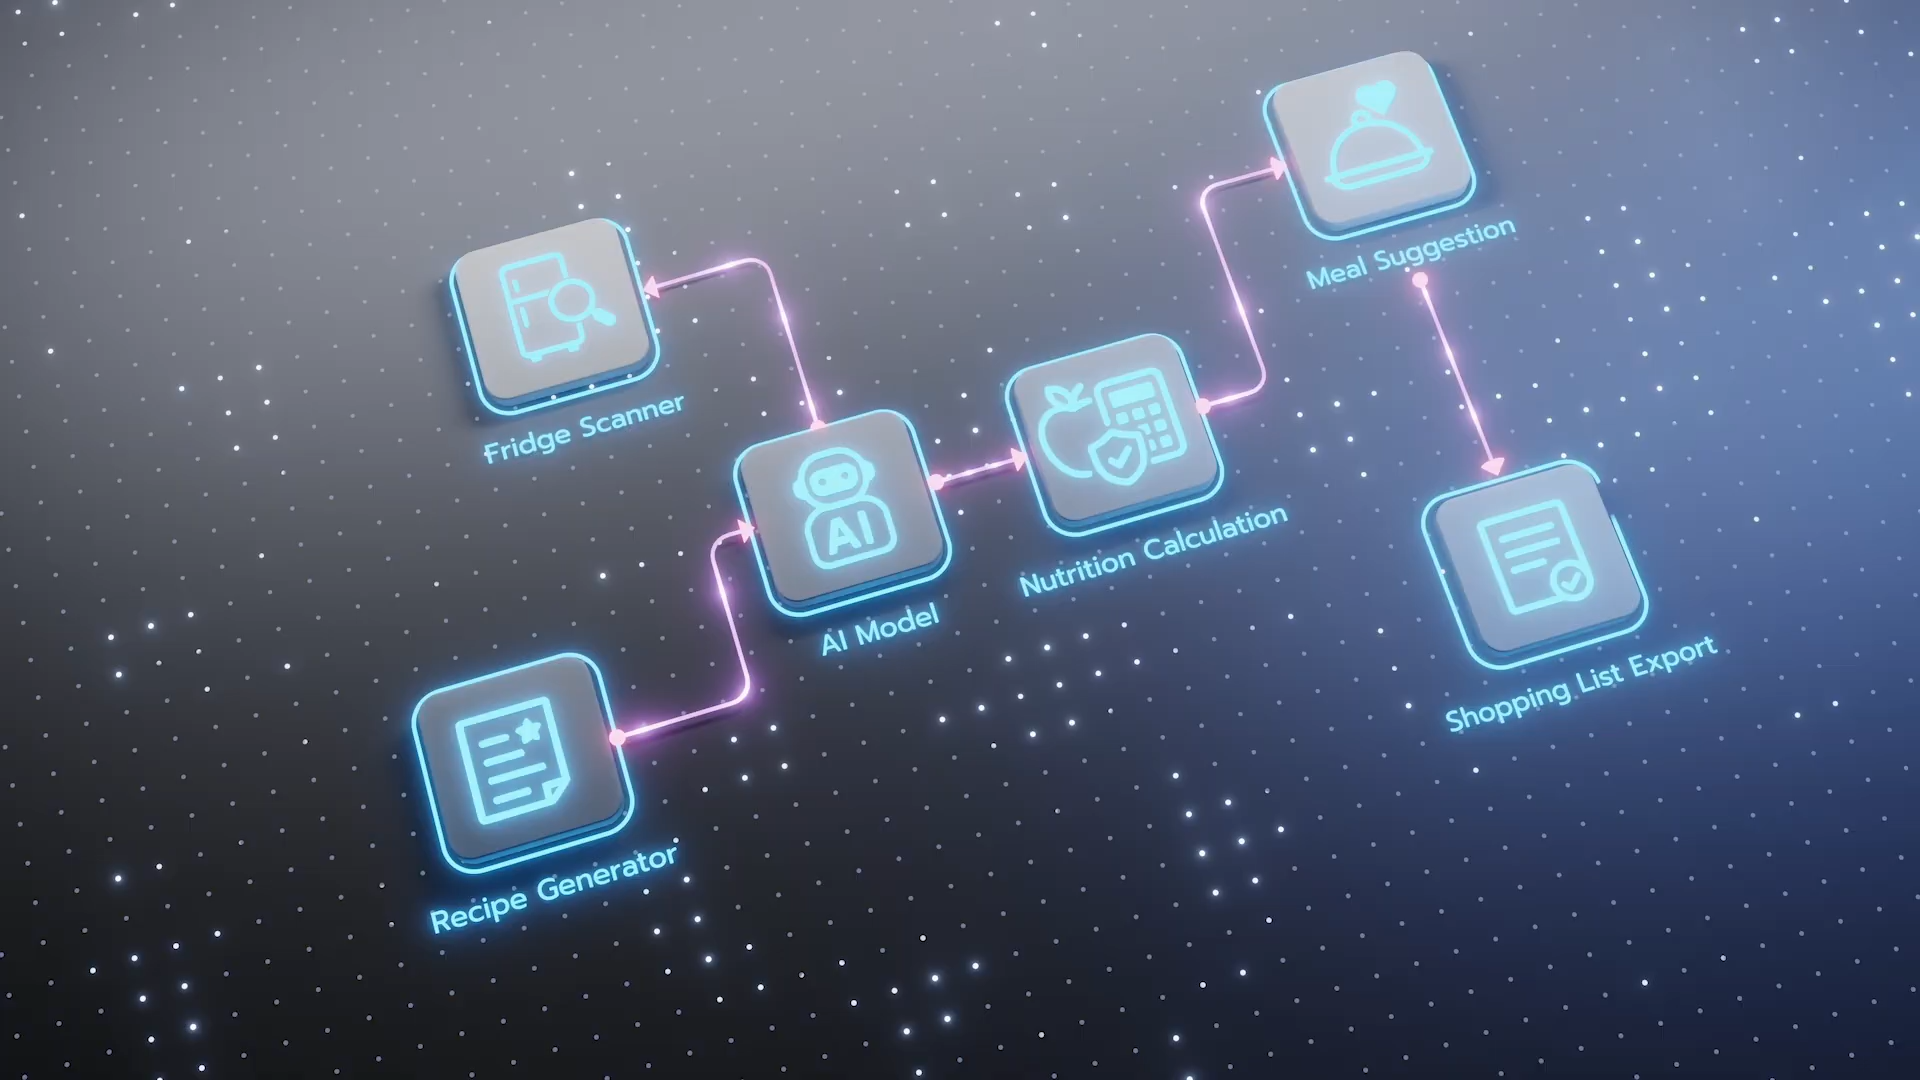 Meal Suggestion
Fridge Scanner
AI
AI Model
Nutrition Calculation
Shopping List Export
Recipe Generator